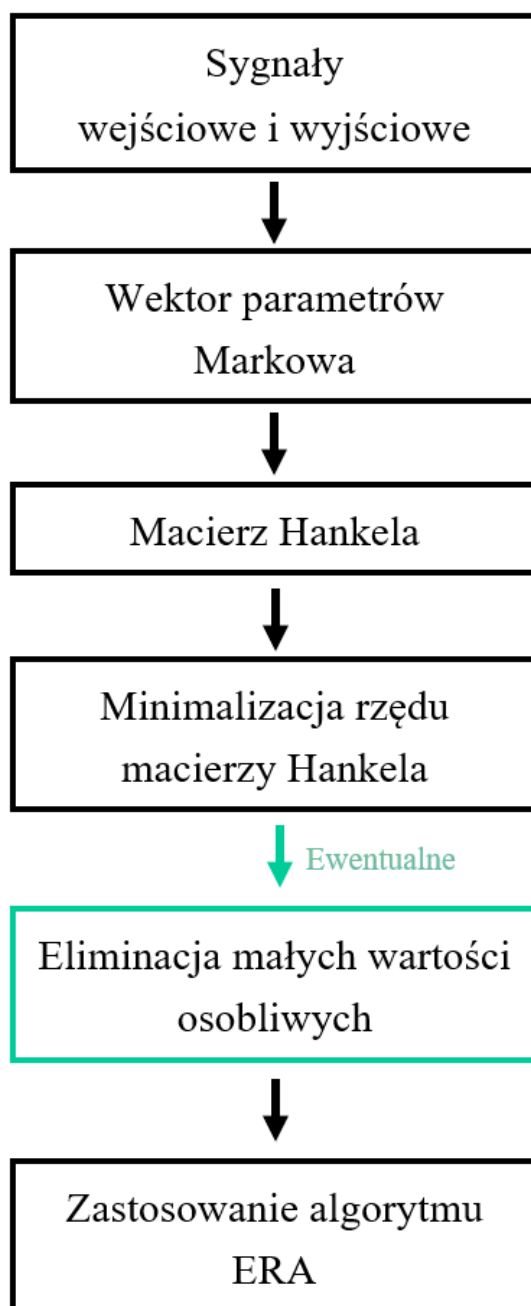 Sygnały
wejściowe i wyjściowe
Wektor parametrów
Markowa
Macierz Hankela
Minimalizacja rzędu
macierzy Hankela
Ewentualne
Eliminacja małych wartości
osobliwych
Zastosowanie algorytmu
ERA